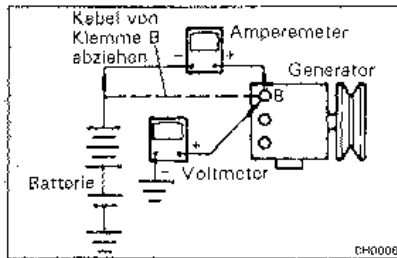 Kabel von
Klemme B
abziehen
Amperemeter
- +
Generator
B
+
- Voltmeter
Batterie
CH0006